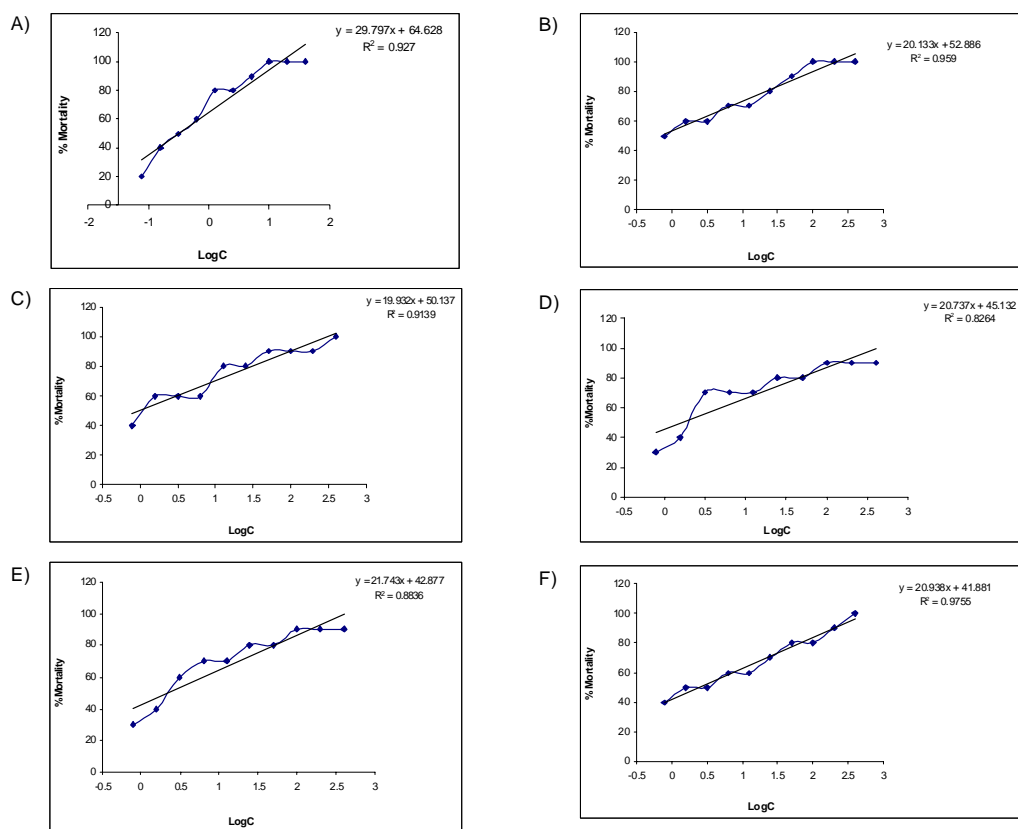 A)
y = 29.797x + 64.628
R² = 0.927
120
100
80
60
40
20
0
-2 -1 0 1 2
% Mortality
LogC
B)
y = 20.133x + 52.886
R² = 0.959
120
100
80
60
40
20
0
-0.5 0 0.5 1 1.5 2 2.5 3
% Mortality
LogC
C)
y = 19.932x + 50.137
R² = 0.9139
120
100
80
60
40
20
0
-0.5 0 0.5 1 1.5 2 2.5 3
%Mortality
LogC
D)
y = 20.737x + 45.132
R² = 0.8264
120
100
80
60
40
20
0
-0.5 0 0.5 1 1.5 2 2.5 3
%Mortality
LogC
E)
y = 21.743x + 42.877
R² = 0.8836
120
100
80
60
40
20
0
-0.5 0 0.5 1 1.5 2 2.5 3
%Mortality
LogC
F)
y = 20.938x + 41.881
R² = 0.9755
120
100
80
60
40
20
0
-0.5 0 0.5 1 1.5 2 2.5 3
% Mortality
LogC